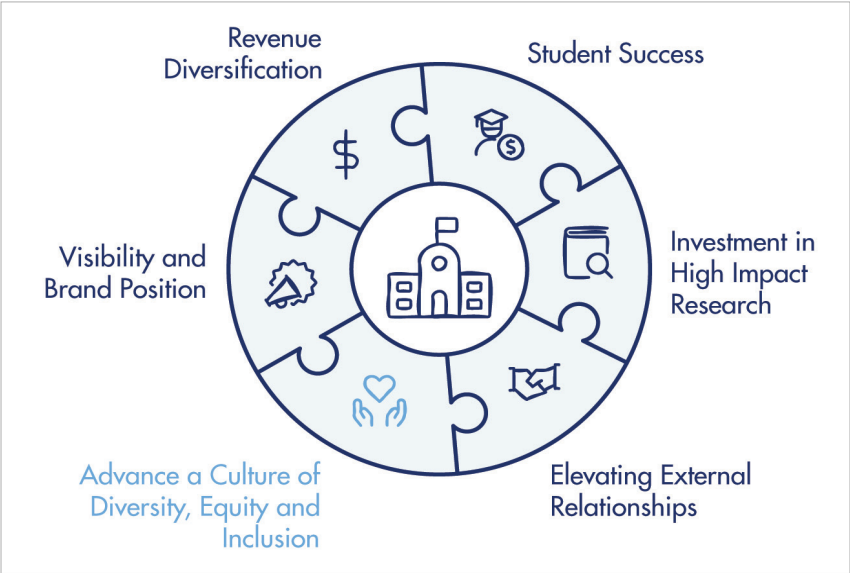 Revenue
Diversification
Student Success
$
$
Visibility and
Brand Position
Investment in
High Impact
Research
Advance a Culture of
Diversity, Equity and
Inclusion
Elevating External
Relationships